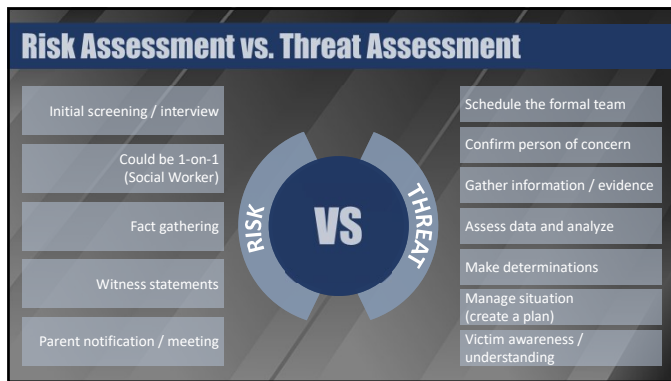 Risk Assessment vs. Threat Assessment
Initial screening / interview
Could be 1-on-1
(Social Worker)
Fact gathering
Witness statements
Parent notification / meeting
RISK
VS
THREAT
Schedule the formal team
Confirm person of concern
Gather information / evidence
Assess data and analyze
Make determinations
Manage situation
(create a plan)
Victim awareness /
understanding